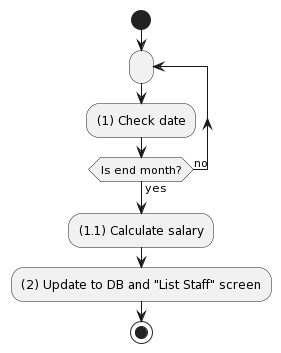 (1) Check date
Is end month?
no
yes
(1.1) Calculate salary
(2) Update to DB and "List Staff" screen